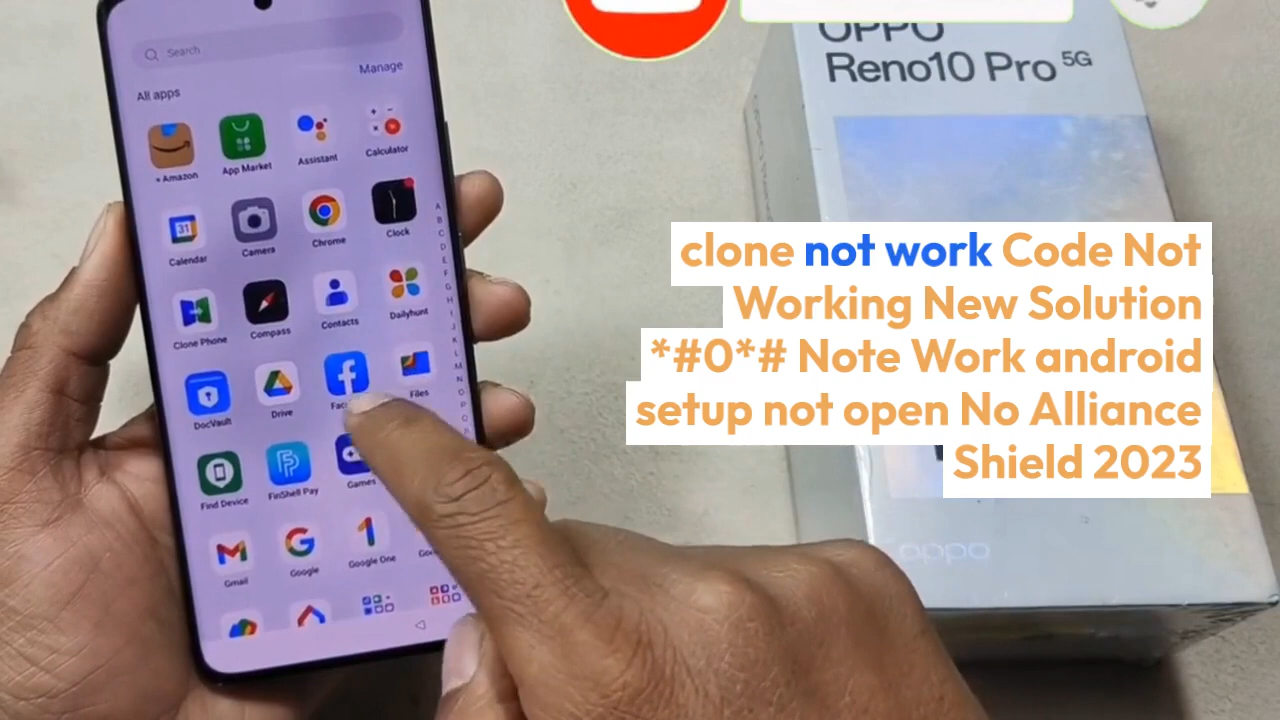 OPPO
Reno10 Pro 5G
Search
Manage
All apps
Amazon
App Market
Assistant
Calculator
31
Calendar
Camera
Chrome
Clock
Clone Phone
Compass
Contacts
Dailyhunt
DocVault
Drive
Files
Find Device
FinShell Pay
Games
Gmail
Google
Google One
A
B
C
D
E
F
G
H
I
J
K
L
M
N
O
P
clone not work Code Not
Working New Solution
*#0*# Note Work android
setup not open No Alliance
Shield 2023
oppo